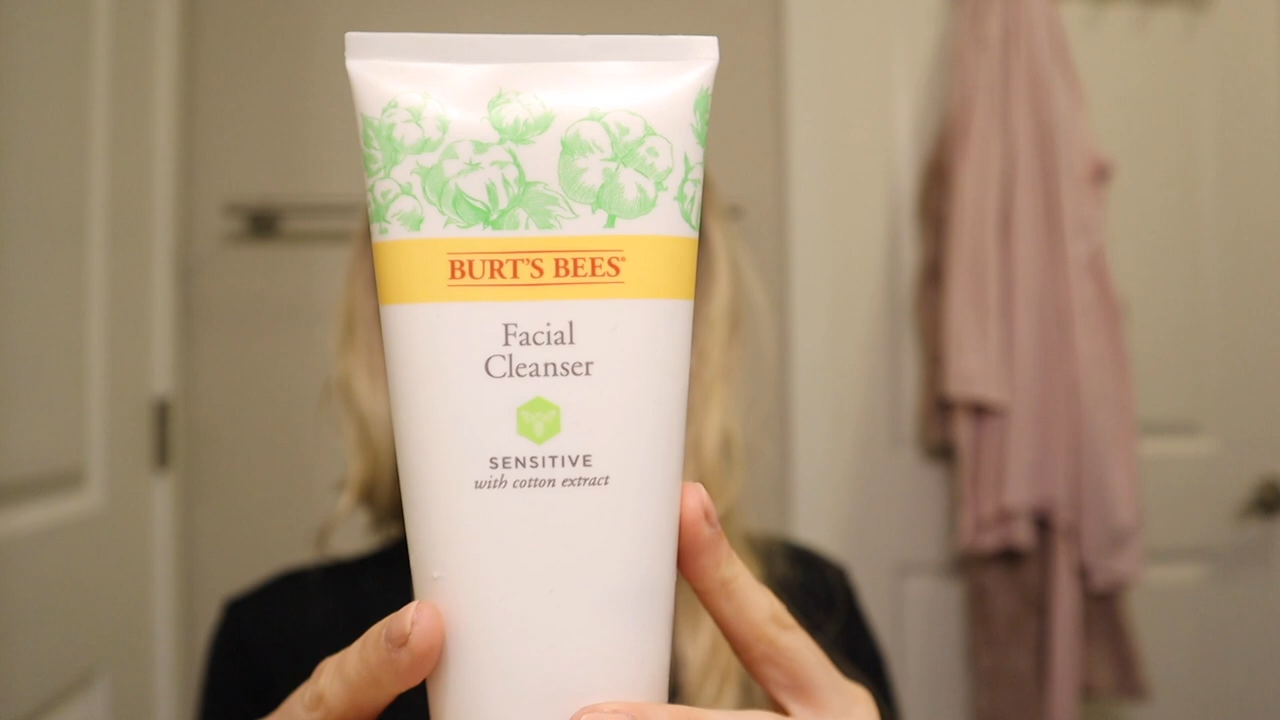 BURT'S BEES®
Facial
Cleanser
SENSITIVE
with cotton extract